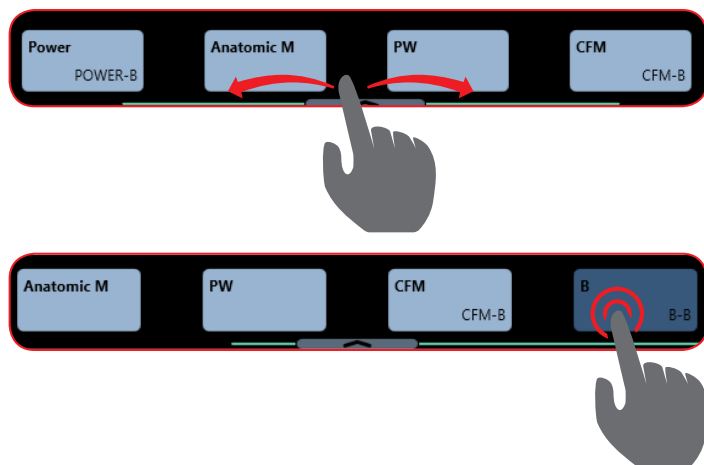 Power
POWER-B
Anatomic M
PW
CFM
CFM-B
Anatomic M
PW
CFM
CFM-B
B
B-B